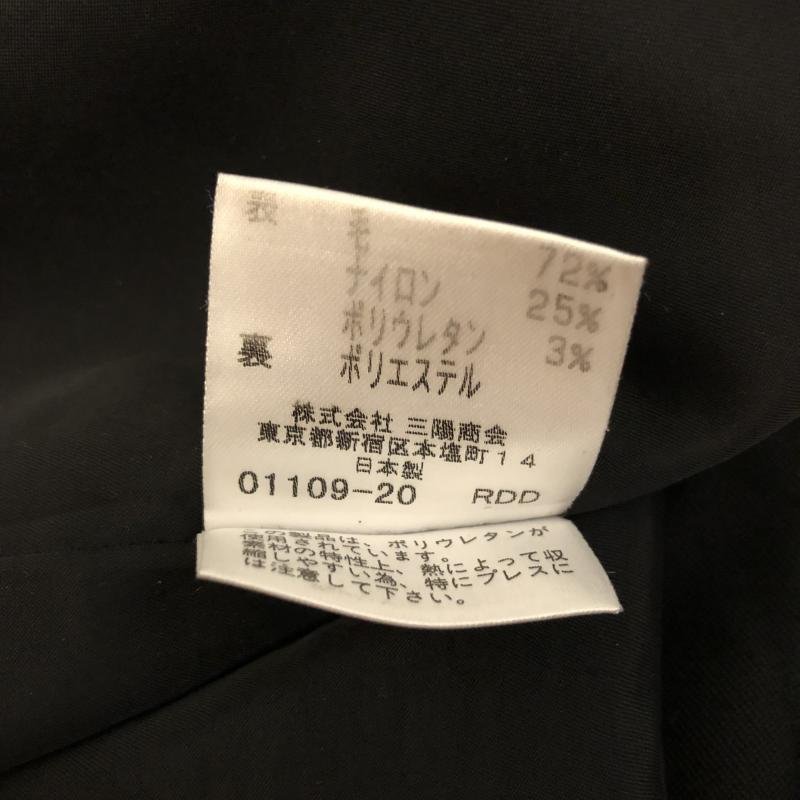 表 毛 72%
ナイロン 25%
ポリウレタン 3%
裏 ポリエステル
株式会社 三陽商会
東京都新宿区本塩町14
日本製
01109-20 RDD
この製品は、ポリウレタンが
使用されています。
素材の特性上、熱によって収
縮しやすい為、特にプレスに
は注意して下さい。